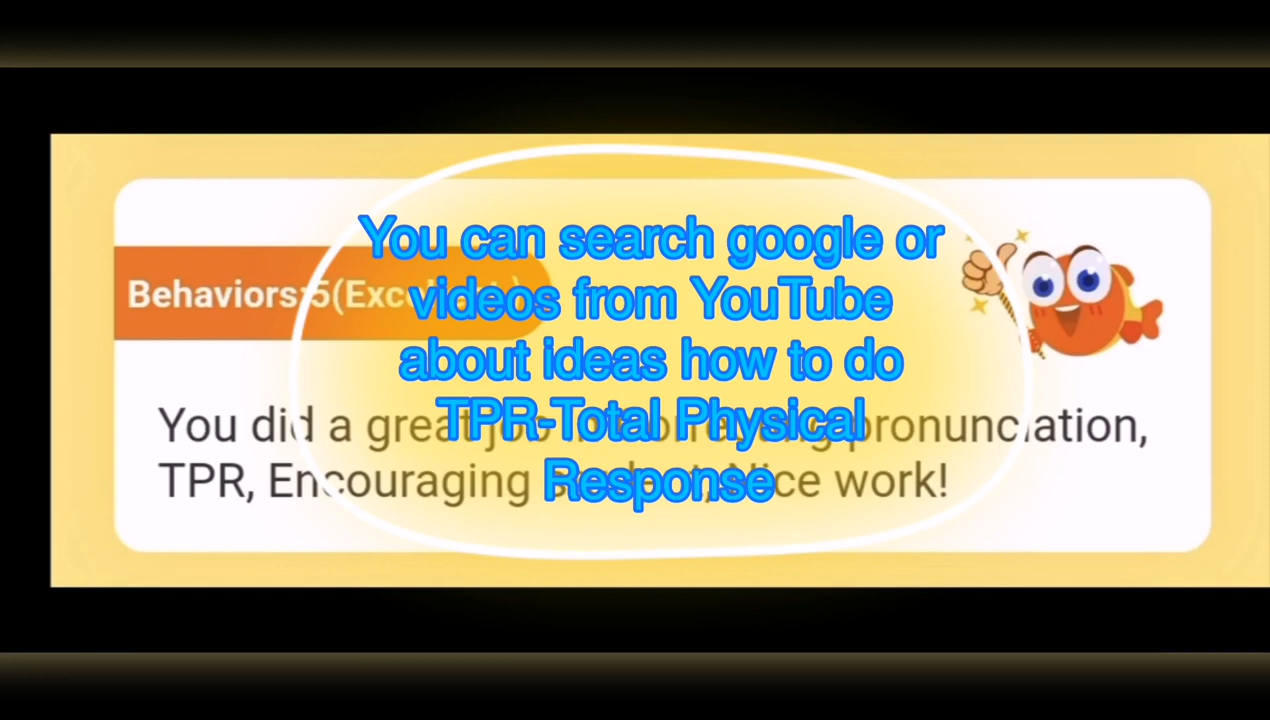 You can search google or
videos from YouTube
about ideas how to do
TPR-Total Physical
Response
Behaviors:5(Exc
You did a great pronunciation,
TPR, Encouraging Nice work!